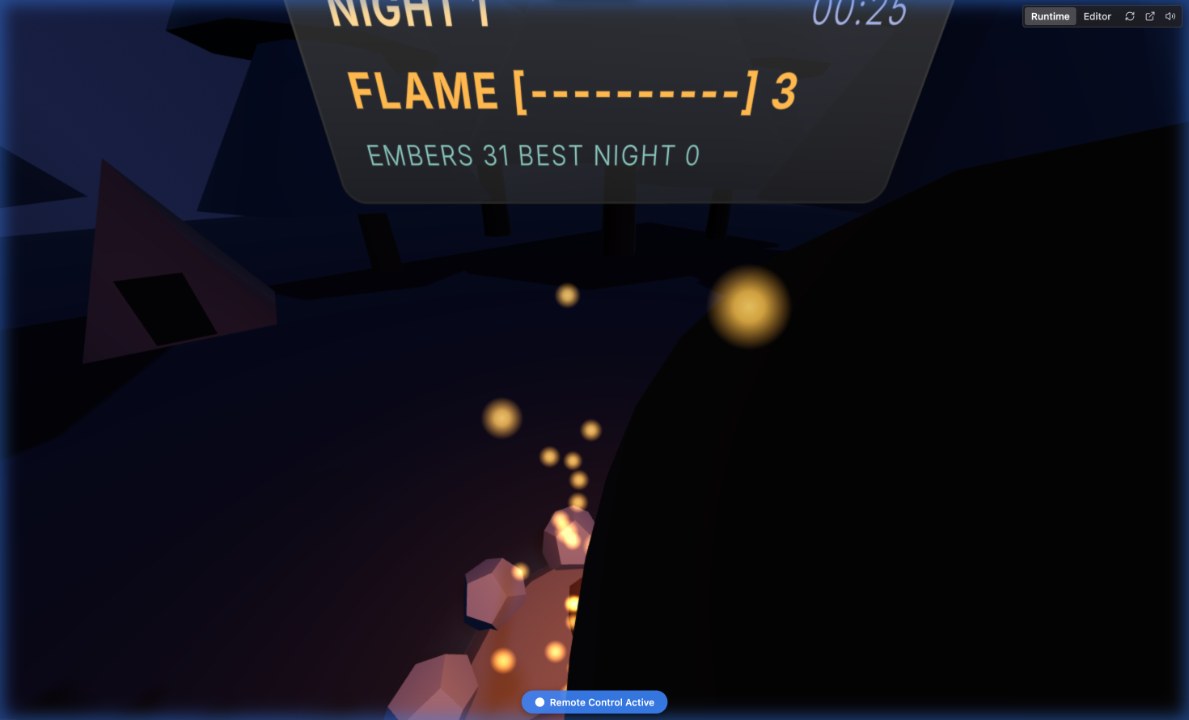 NIGHT 1 00:25
Runtime Editor
FLAME [----------] 3
EMBERS 31 BEST NIGHT 0
Remote Control Active